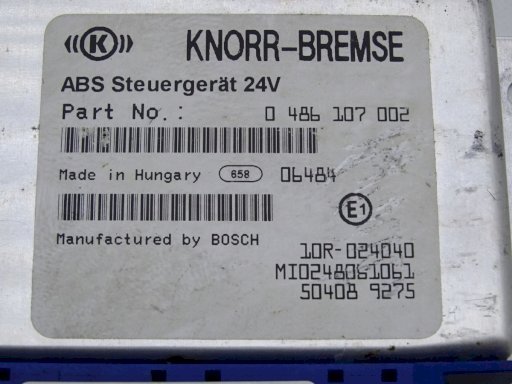 K KNORR-BREMSE
ABS Steuergerät 24V
Part No.: 0 486 107 002
Made in Hungary 658 06484
E1
Manufactured by BOSCH
10R-024040
MI0248061061
50408 9275